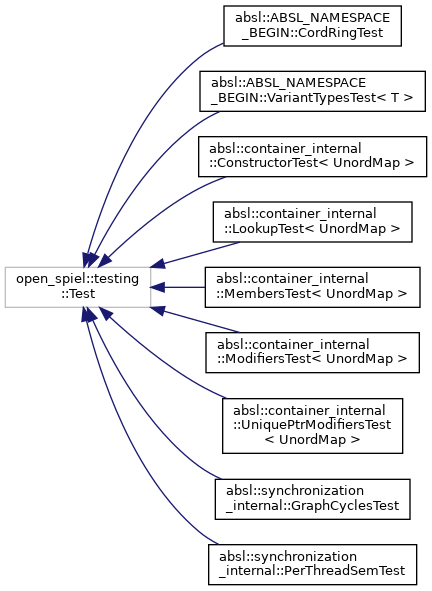 absl::ABSL_NAMESPACE
_BEGIN::CordRingTest
absl::ABSL_NAMESPACE
_BEGIN::VariantTypesTest< T >
absl::container_internal
::ConstructorTest< UnordMap >
absl::container_internal
::LookupTest< UnordMap >
open_spiel::testing
::Test
absl::container_internal
::MembersTest< UnordMap >
absl::container_internal
::ModifiersTest< UnordMap >
absl::container_internal
::UniquePtrModifiersTest
< UnordMap >
absl::synchronization
_internal::GraphCyclesTest
absl::synchronization
_internal::PerThreadSemTest